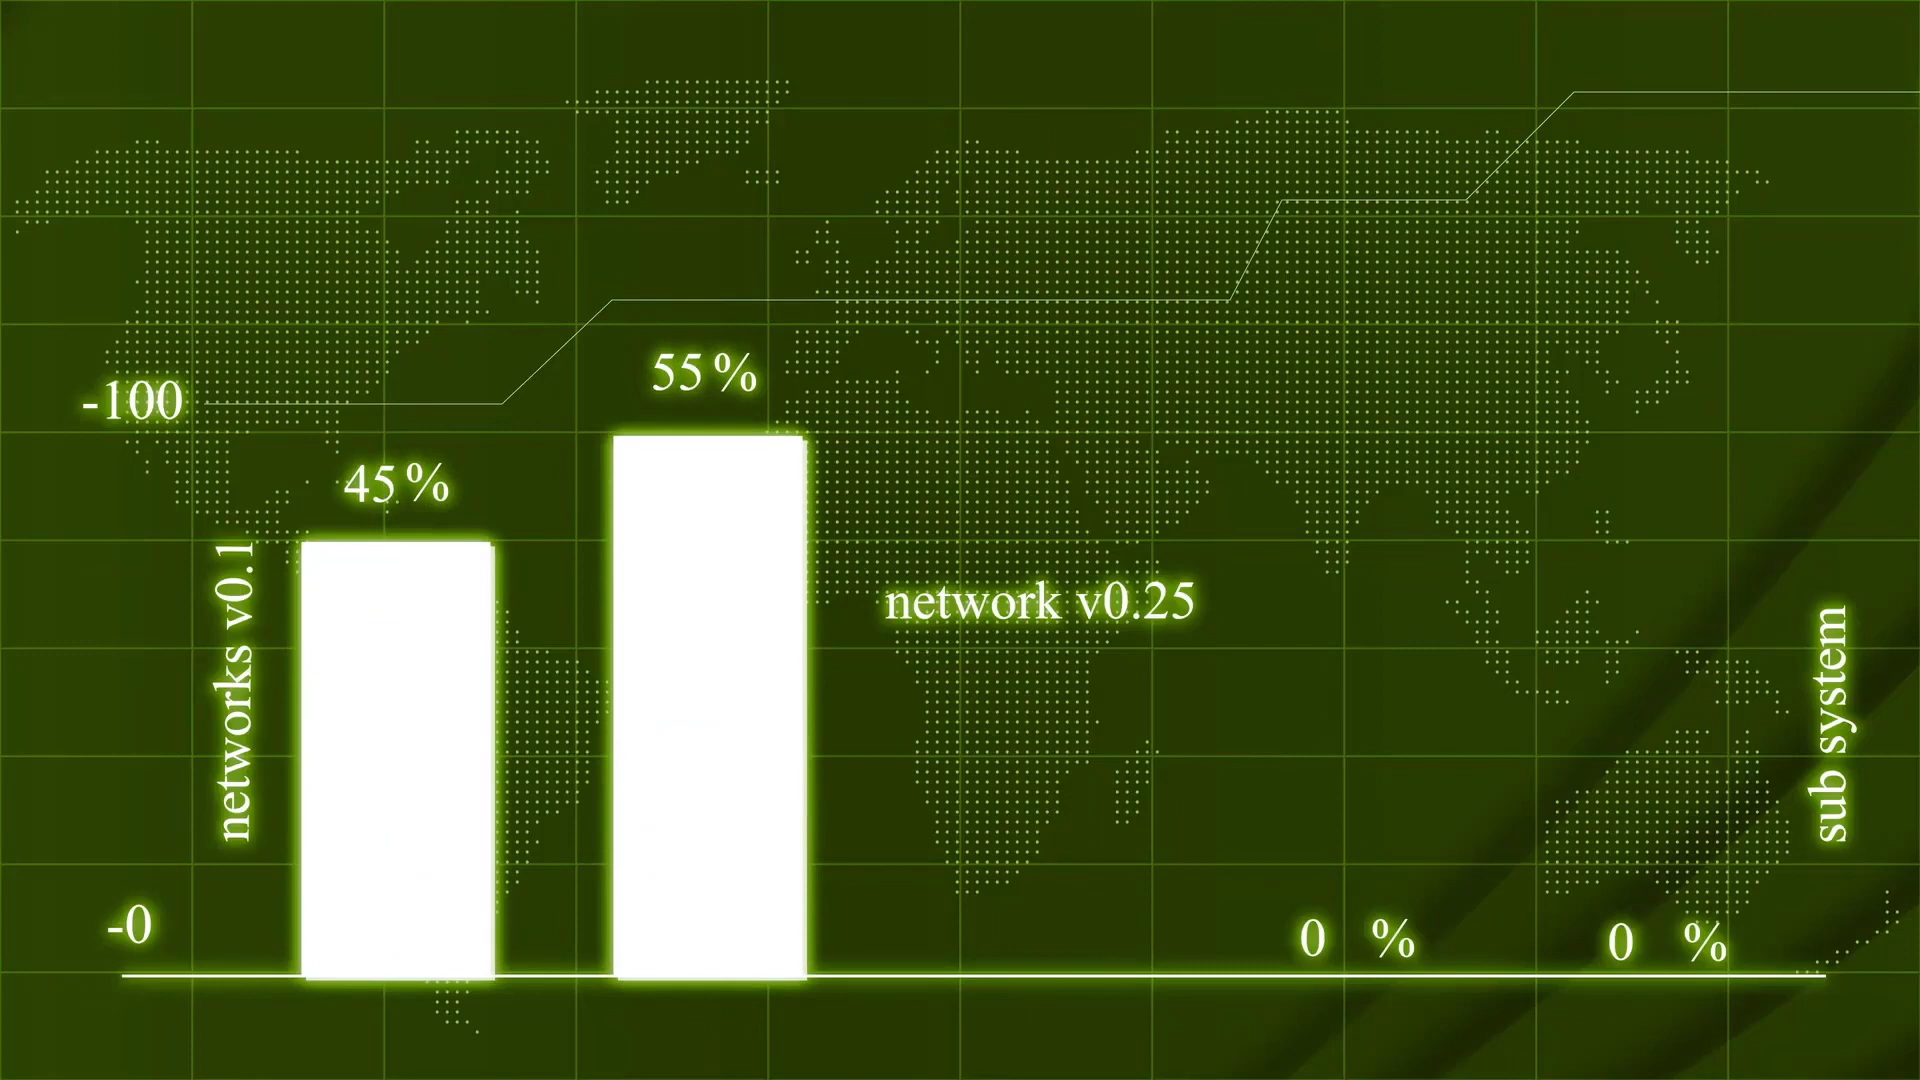 -100
45 %
55 %
networks v0.1
network v0.25
sub system
-0
0 %
0 %